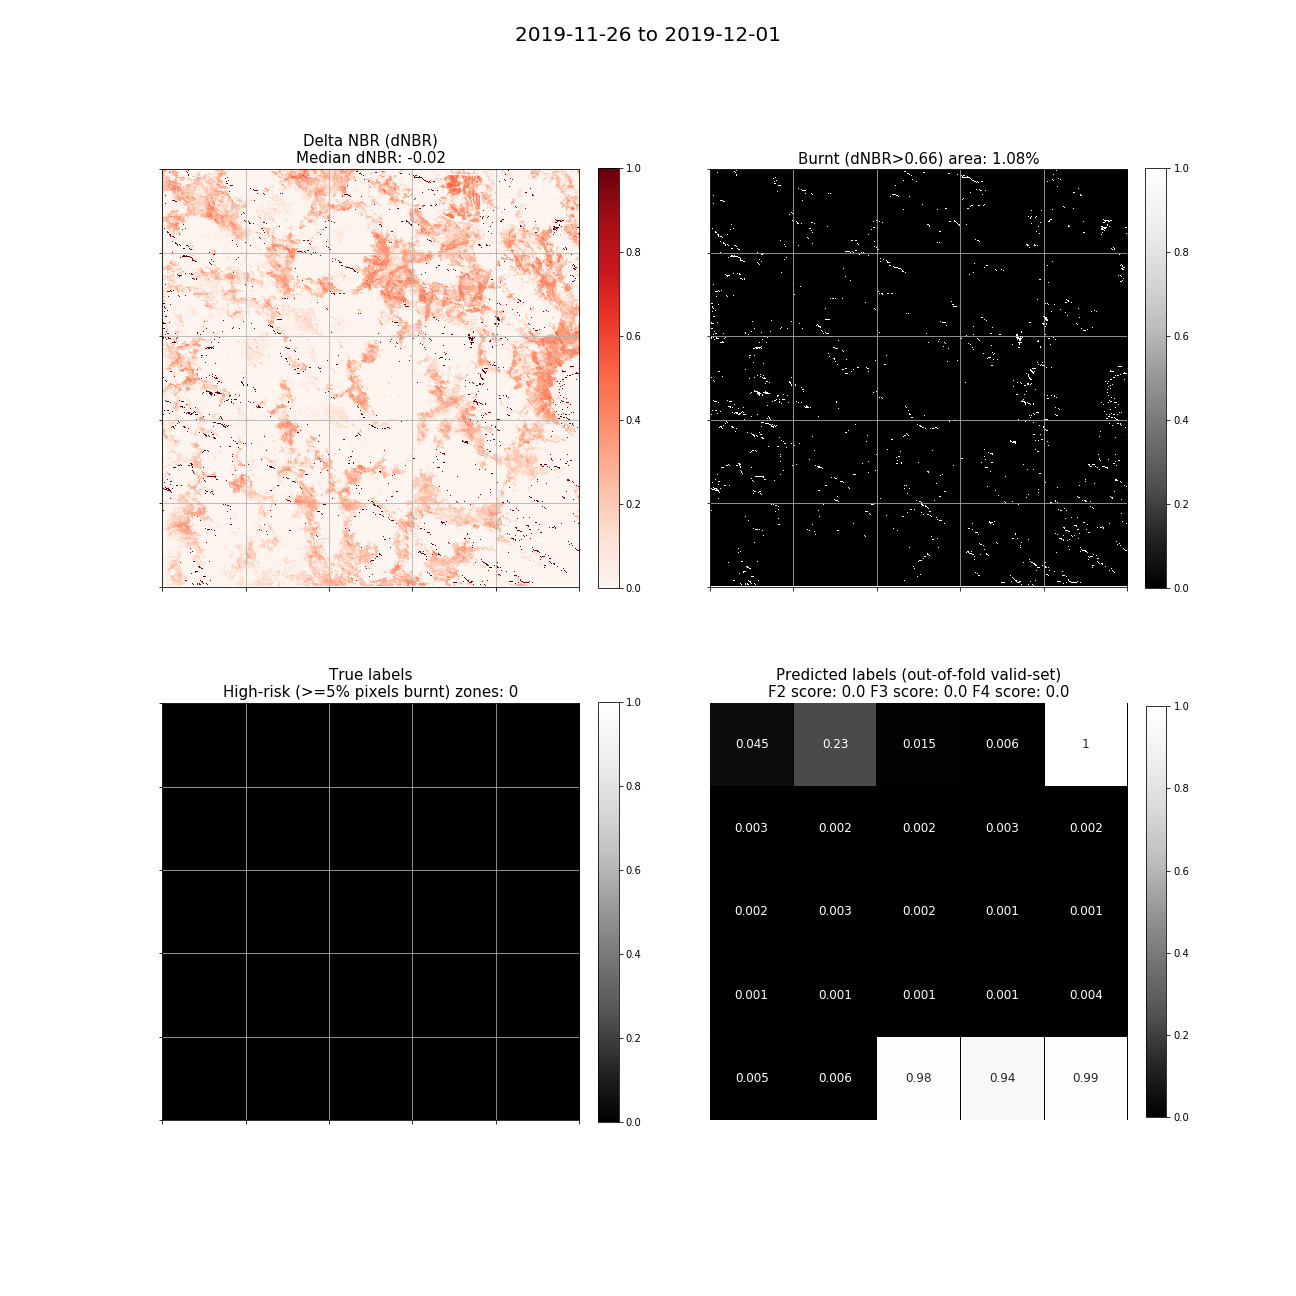 2019-11-26 to 2019-12-01
Delta NBR (dNBR)
Median dNBR: -0.02
1.0
0.8
0.6
0.4
0.2
0.0
Burnt (dNBR>0.66) area: 1.08%
1.0
0.8
0.6
0.4
0.2
0.0
True labels
High-risk (>=5% pixels burnt) zones: 0
1.0
0.8
0.6
0.4
0.2
0.0
Predicted labels (out-of-fold valid-set)
F2 score: 0.0 F3 score: 0.0 F4 score: 0.0
0.045 0.23 0.015 0.006 1
0.003 0.002 0.002 0.003 0.002
0.002 0.003 0.002 0.001 0.001
0.001 0.001 0.001 0.001 0.004
0.005 0.006 0.98 0.94 0.99
1.0
0.8
0.6
0.4
0.2
0.0